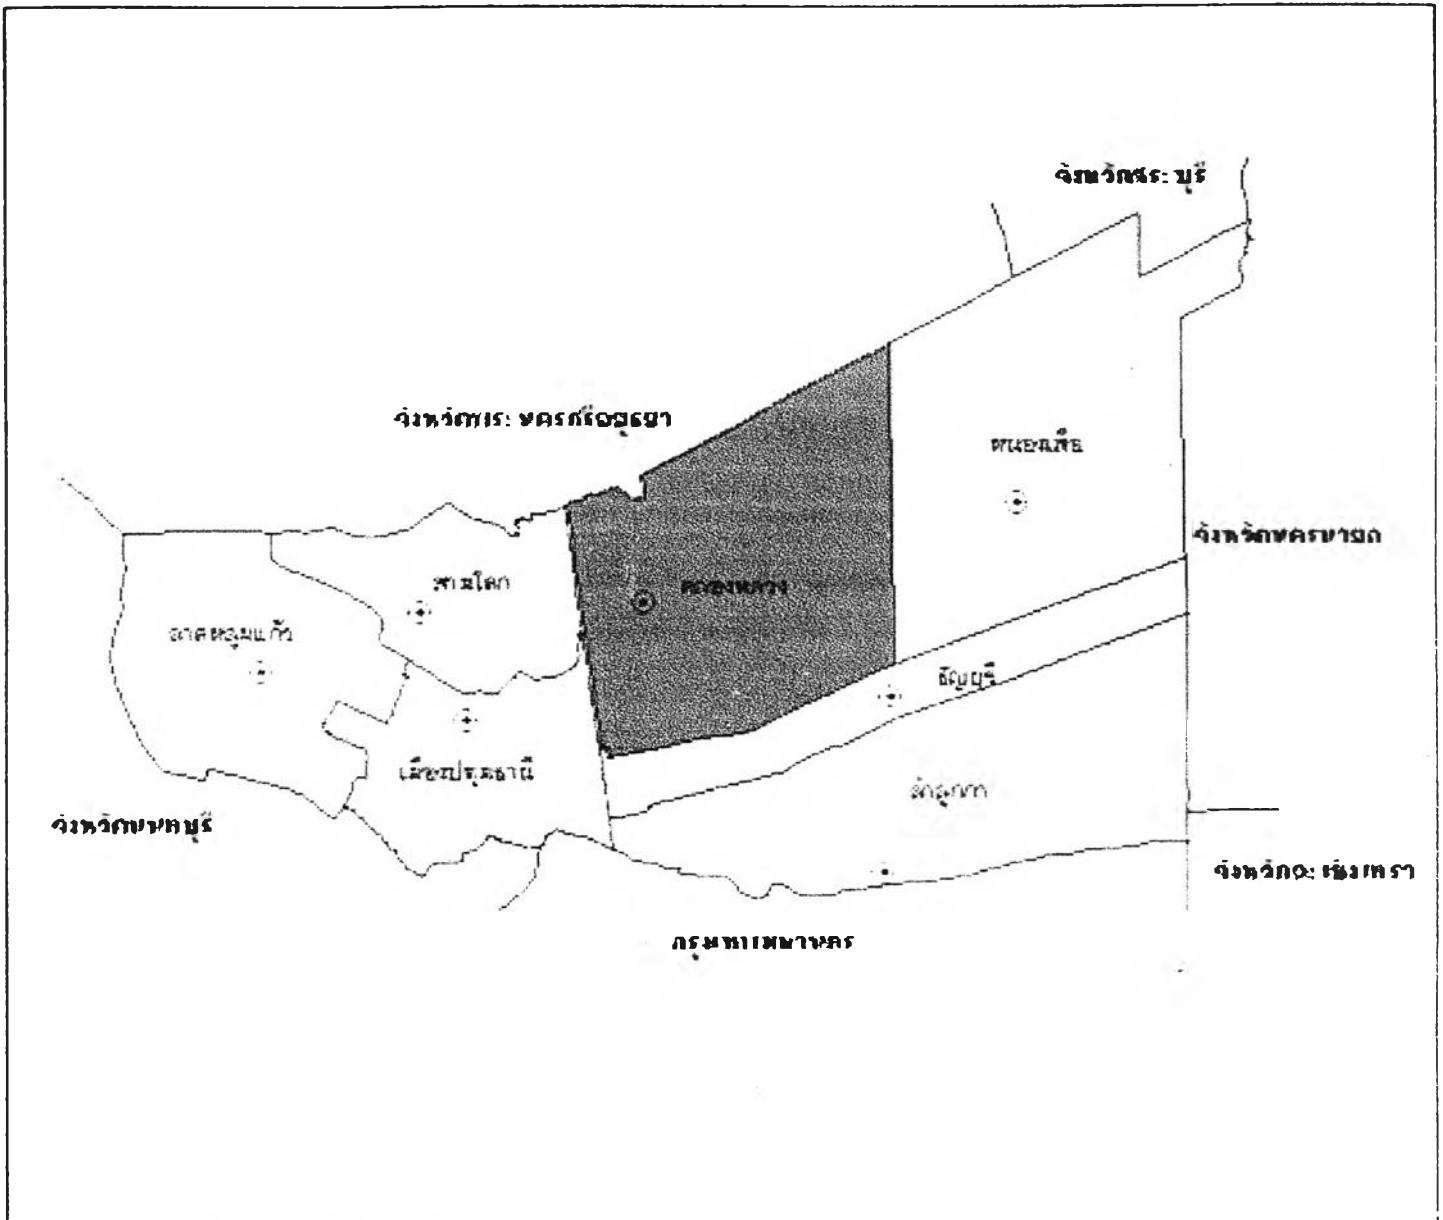 จังหวัดสระบุรี
จังหวัดพระนครศรีอยุธยา
หนองเสือ
จังหวัดนครนายก
สามโคก
คลองหลวง
ลาดหลุมแก้ว
ธัญบุรี
เมืองปทุมธานี
ลำลูกกา
จังหวัดนนทบุรี
จังหวัดฉะเชิงเทรา
กรุงเทพมหานคร